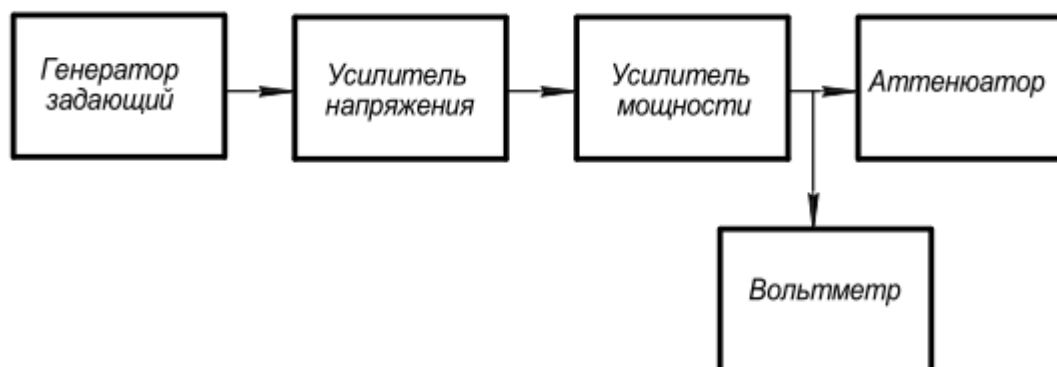 Генератор
задающий
Усилитель
напряжения
Усилитель
мощности
Аттенюатор
Вольтметр